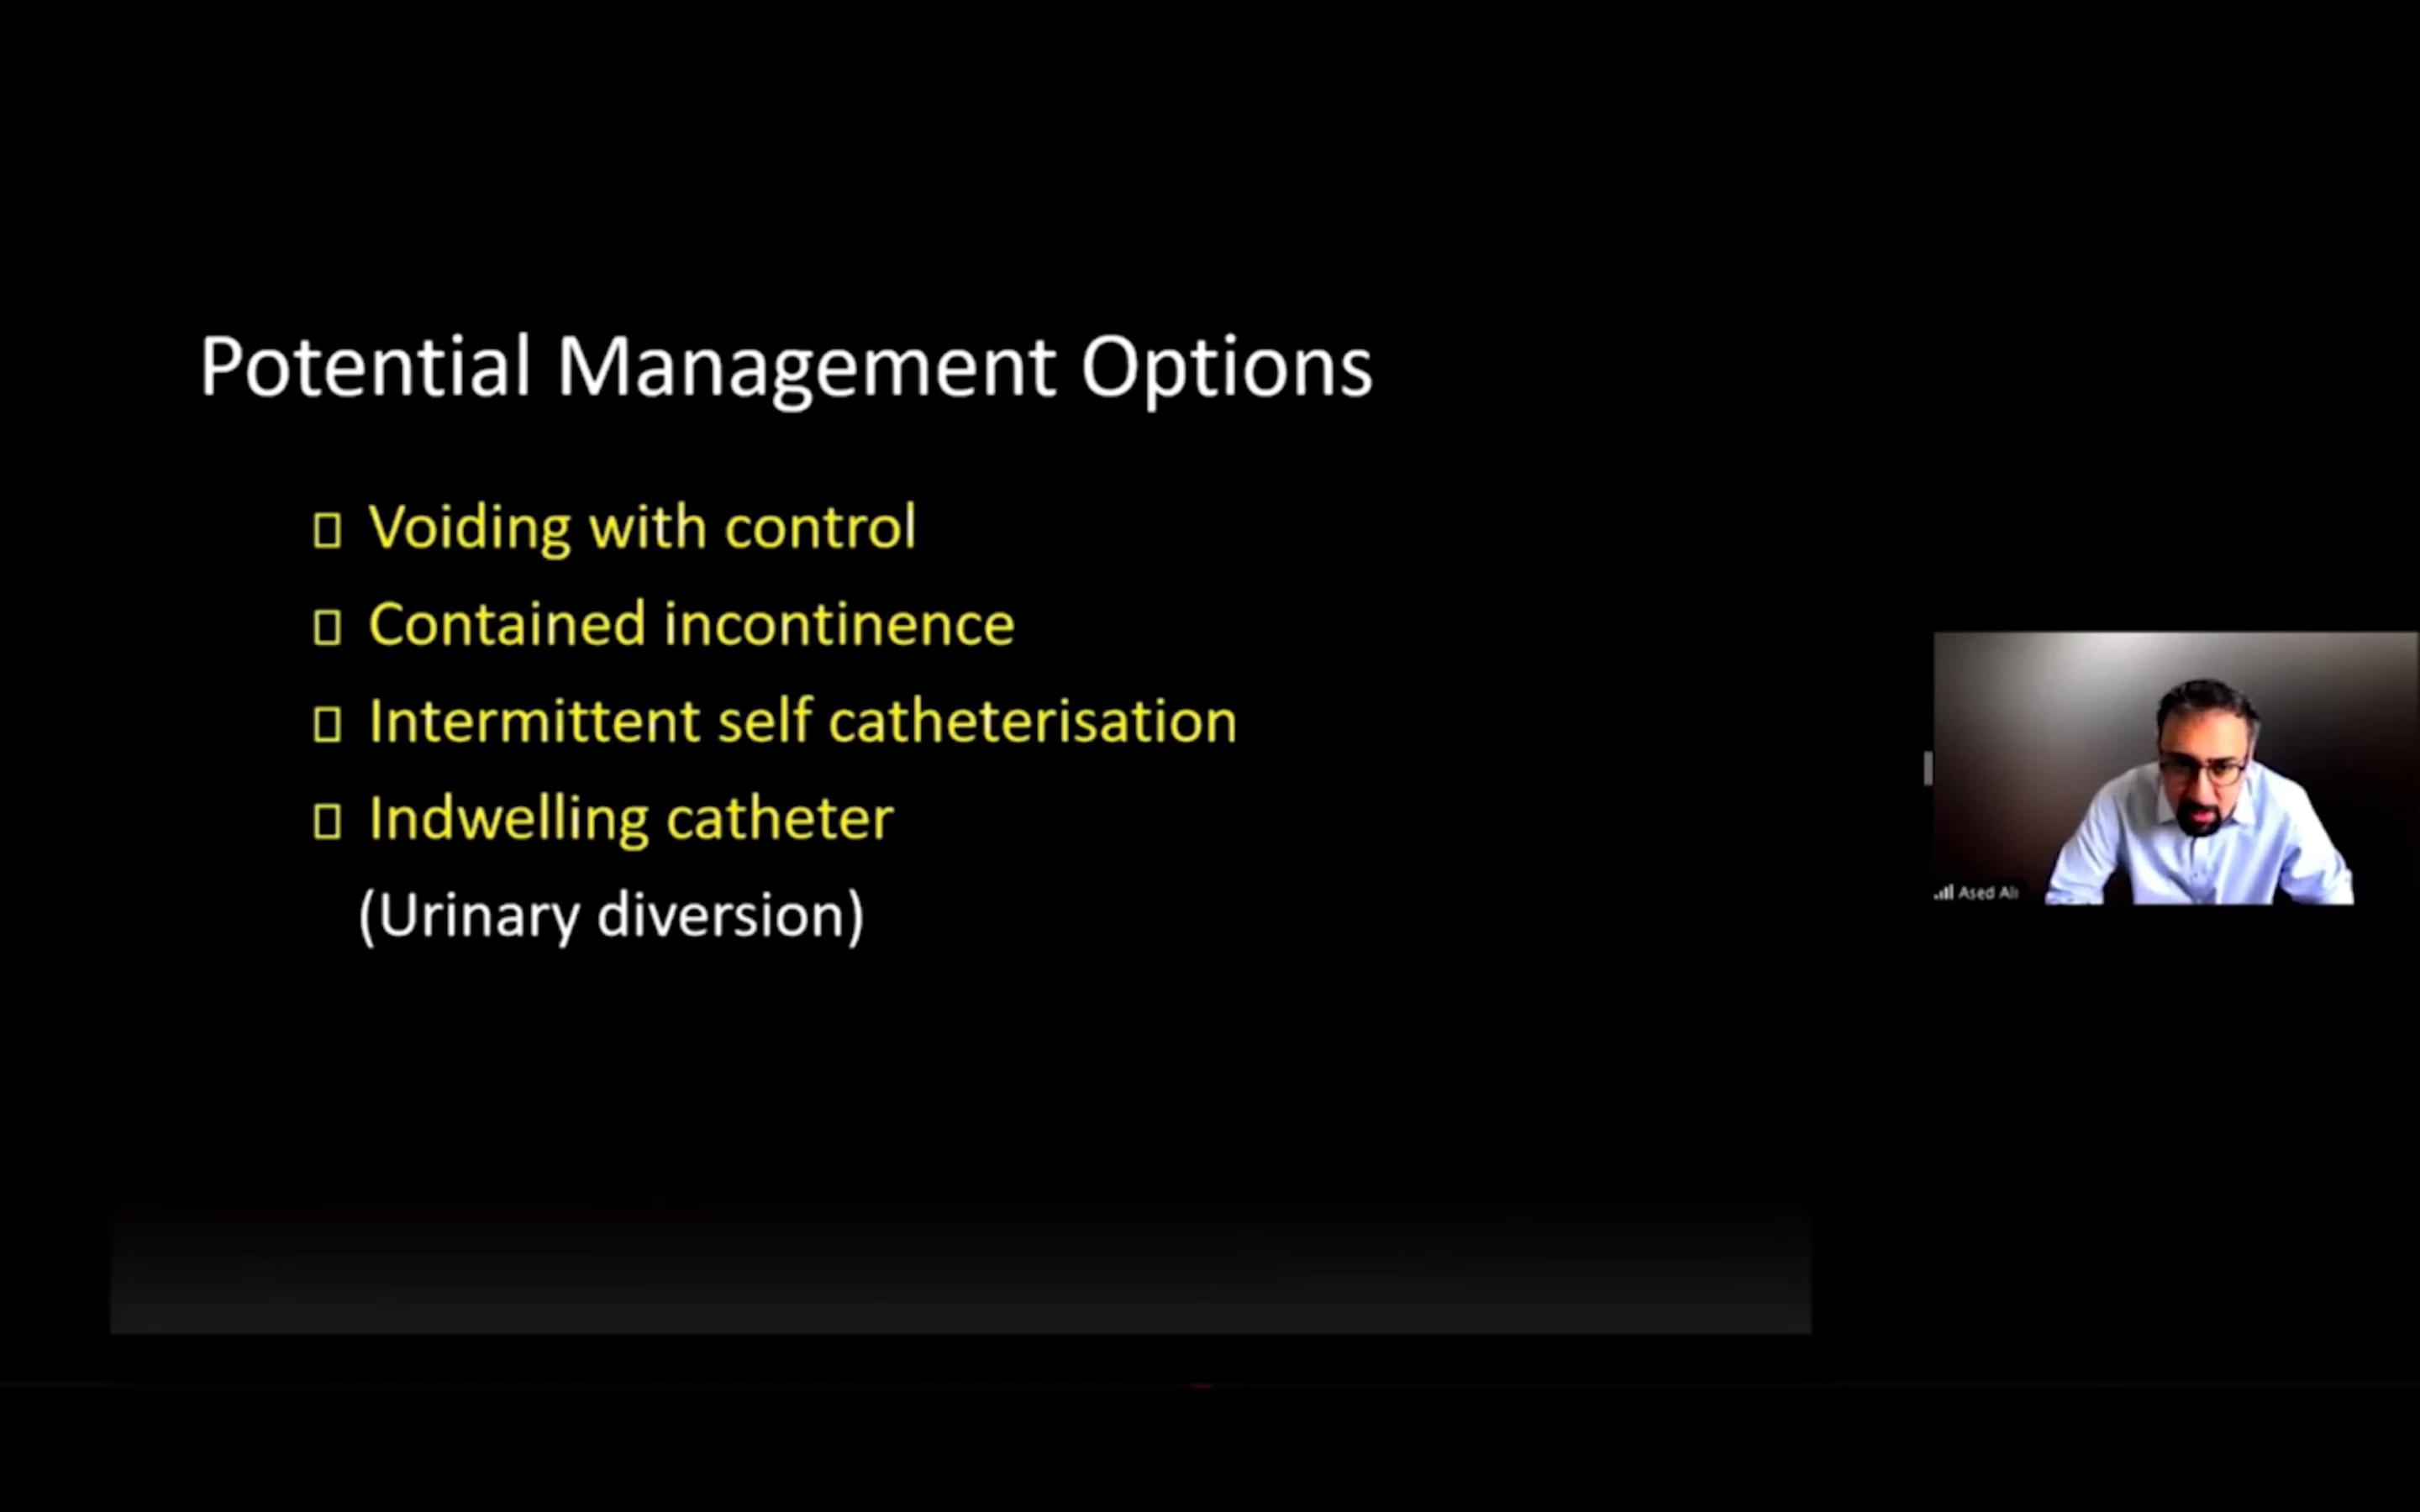 Potential Management Options
Voiding with control
Contained incontinence
Intermittent self catheterisation
Indwelling catheter
(Urinary diversion)
Ased Ali